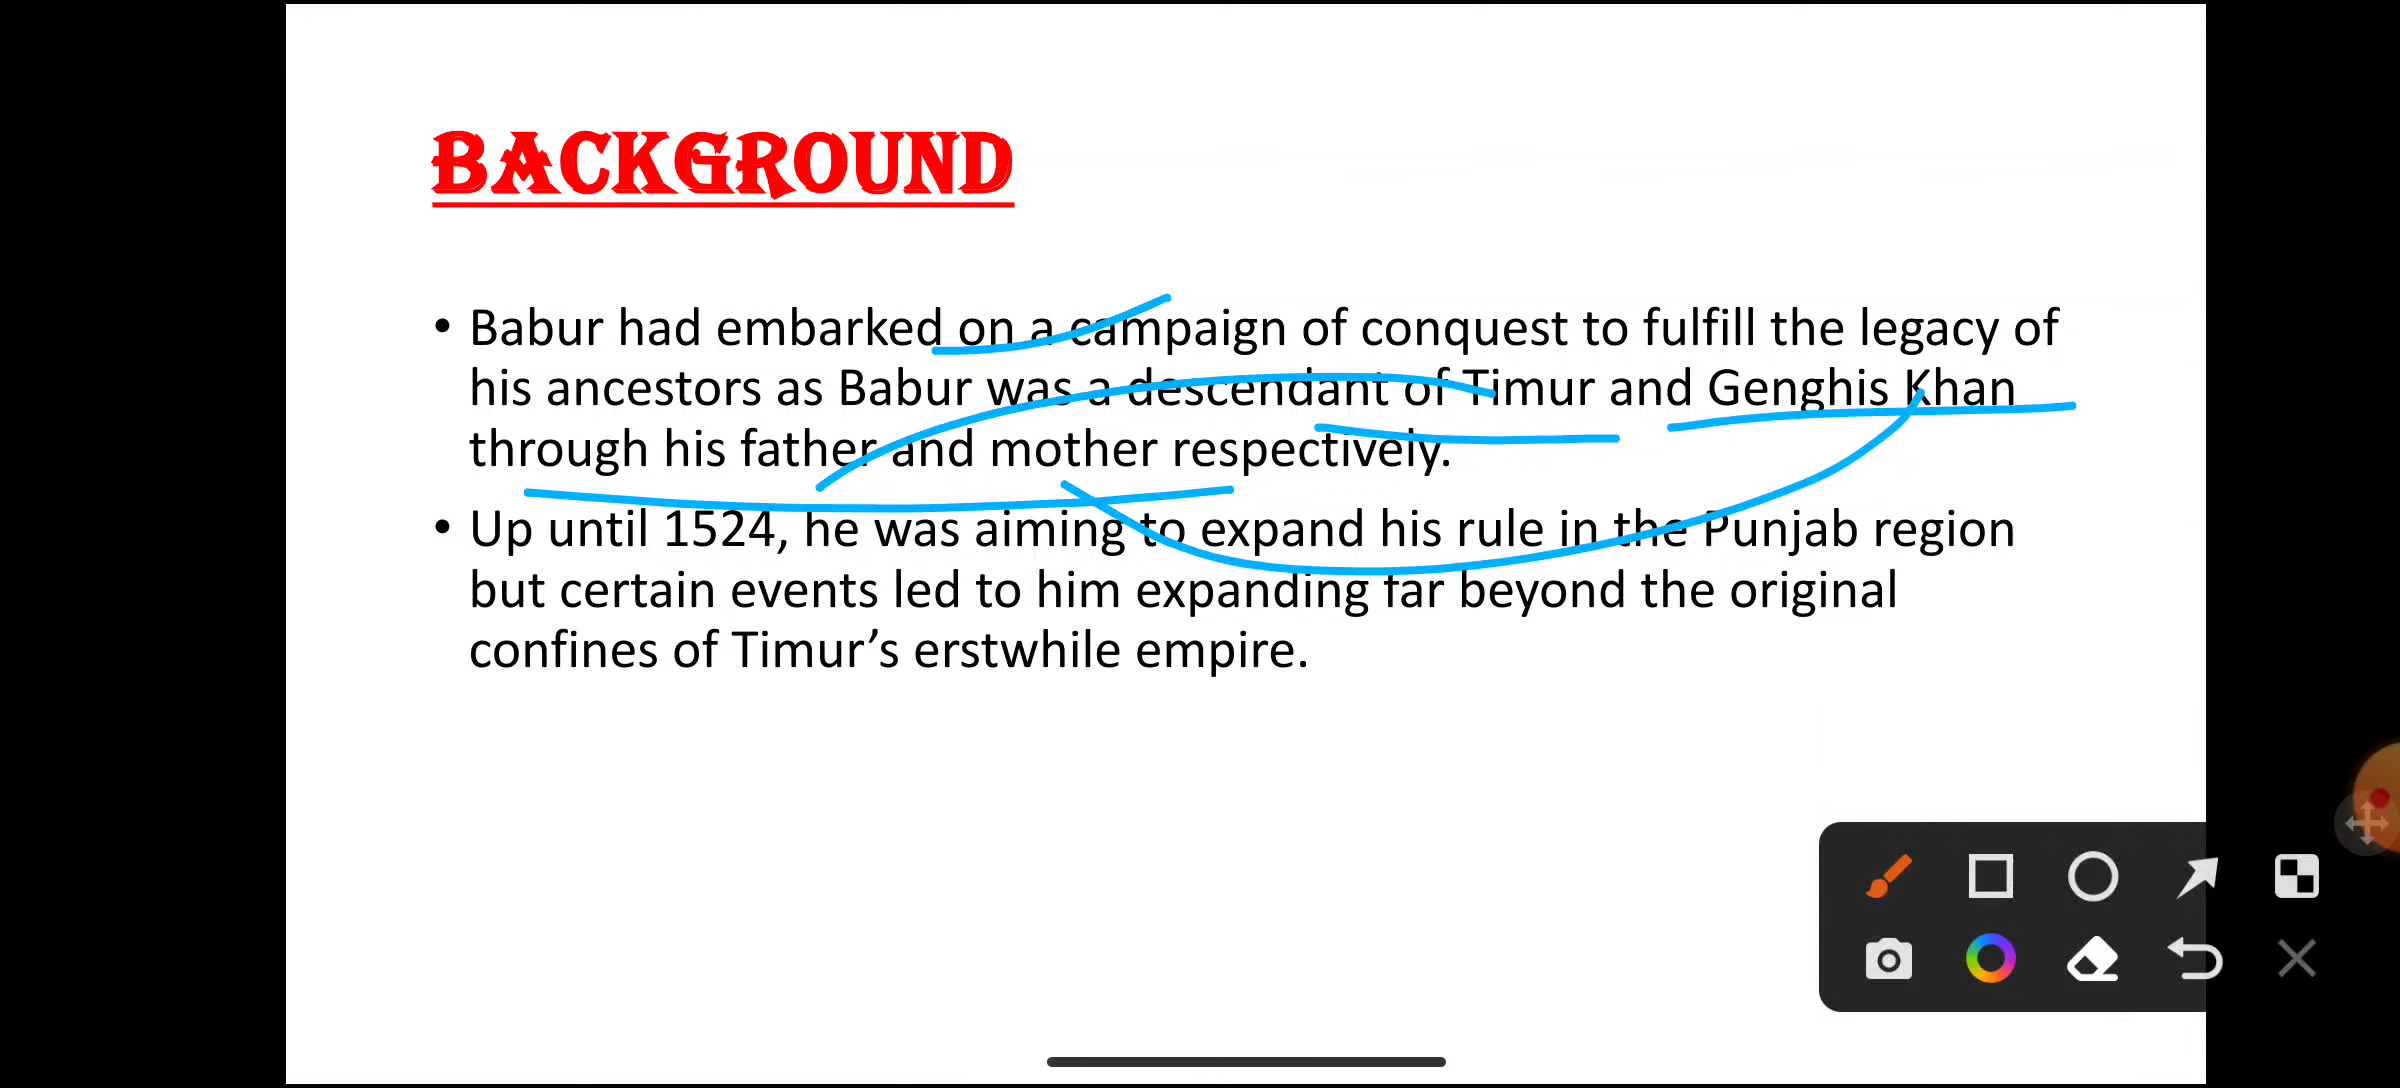 BACKGROUND
• Babur had embarked on a campaign of conquest to fulfill the legacy of
his ancestors as Babur was a descendant of Timur and Genghis Khan
through his father and mother respectively.
• Up until 1524, he was aiming to expand his rule in the Punjab region
but certain events led to him expanding far beyond the original
confines of Timur’s erstwhile empire.